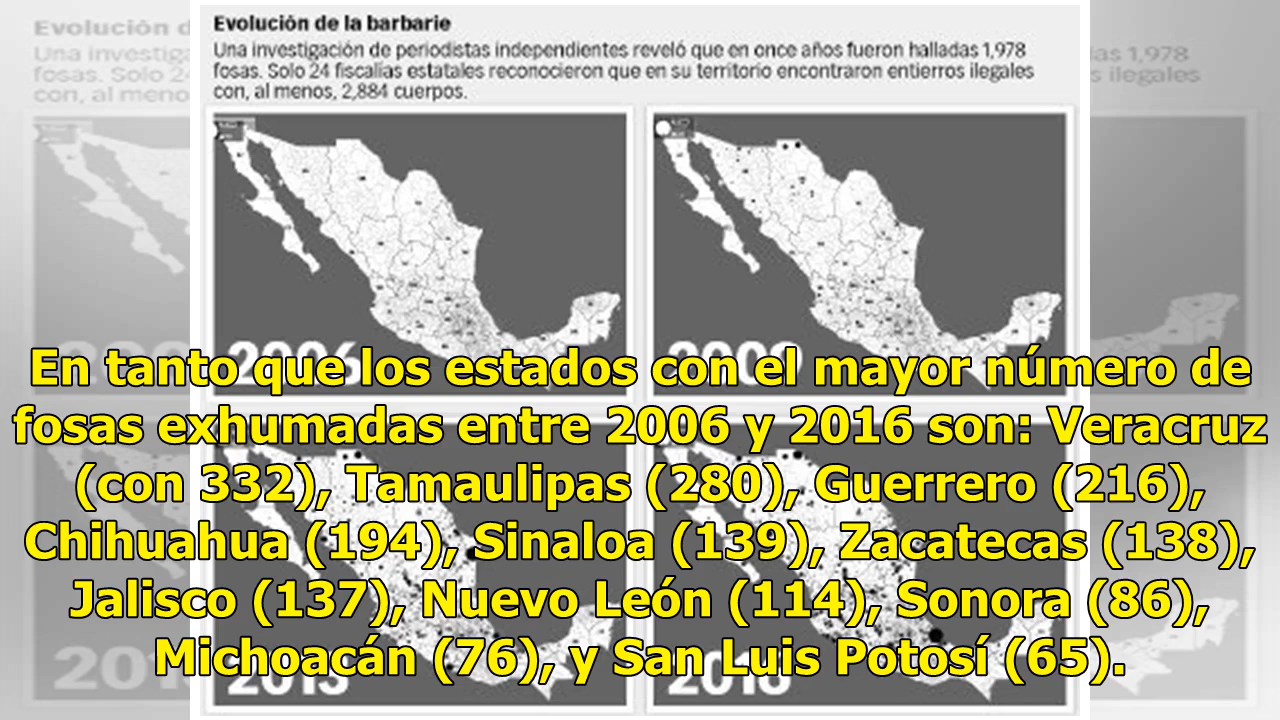 Evolución de la barbarie
Una investigación de periodistas independientes reveló que en once años fueron halladas 1,978
fosas. Solo 24 fiscalías estatales reconocieron que en su territorio encontraron entierros ilegales
con, al menos, 2,884 cuerpos.
2006
2009
En tanto que los estados con el mayor número de
fosas exhumadas entre 2006 y 2016 son: Veracruz
(con 332), Tamaulipas (280), Guerrero (216),
Chihuahua (194), Sinaloa (139), Zacatecas (138),
Jalisco (137), Nuevo León (114), Sonora (86),
Michoacán (76), y San Luis Potosí (65).